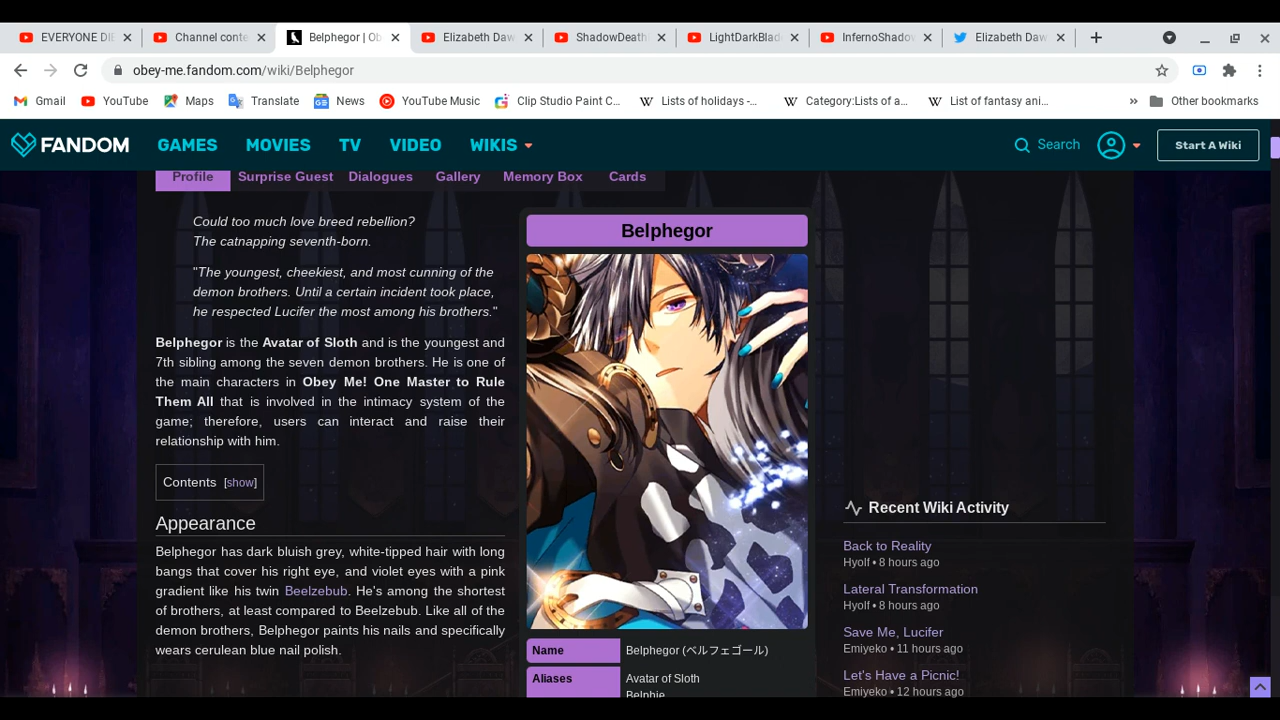 EVERYONE DIE
Channel conte
Belphegor | Ob
Elizabeth Daw
ShadowDeath
LightDarkBlad
InfernoShadow
Elizabeth Daw
obey-me.fandom.com/wiki/Belphegor
Gmail
YouTube
Maps
Translate
News
YouTube Music
Clip Studio Paint C...
Lists of holidays -...
Category:Lists of a...
List of fantasy ani...
»
Other bookmarks
FANDOM
GAMES
MOVIES
TV
VIDEO
WIKIS
Search
Start A Wiki
Profile
Surprise Guest
Dialogues
Gallery
Memory Box
Cards
Could too much love breed rebellion?
The catnapping seventh-born.
"The youngest, cheekiest, and most cunning of the
demon brothers. Until a certain incident took place,
he respected Lucifer the most among his brothers."
Belphegor is the Avatar of Sloth and is the youngest and
7th sibling among the seven demon brothers. He is one of
the main characters in Obey Me! One Master to Rule
Them All that is involved in the intimacy system of the
game; therefore, users can interact and raise their
relationship with him.
Contents [show]
Appearance
Belphegor has dark bluish grey, white-tipped hair with long
bangs that cover his right eye, and violet eyes with a pink
gradient like his twin Beelzebub. He's among the shortest
of brothers, at least compared to Beelzebub. Like all of the
demon brothers, Belphegor paints his nails and specifically
wears cerulean blue nail polish.
Belphegor
Name
Belphegor (ベルフェゴール)
Aliases
Avatar of Sloth
Belphie
Recent Wiki Activity
Back to Reality
Hyolf • 8 hours ago
Lateral Transformation
Hyolf • 8 hours ago
Save Me, Lucifer
Emiyeko • 11 hours ago
Let's Have a Picnic!
Emiyeko • 12 hours ago